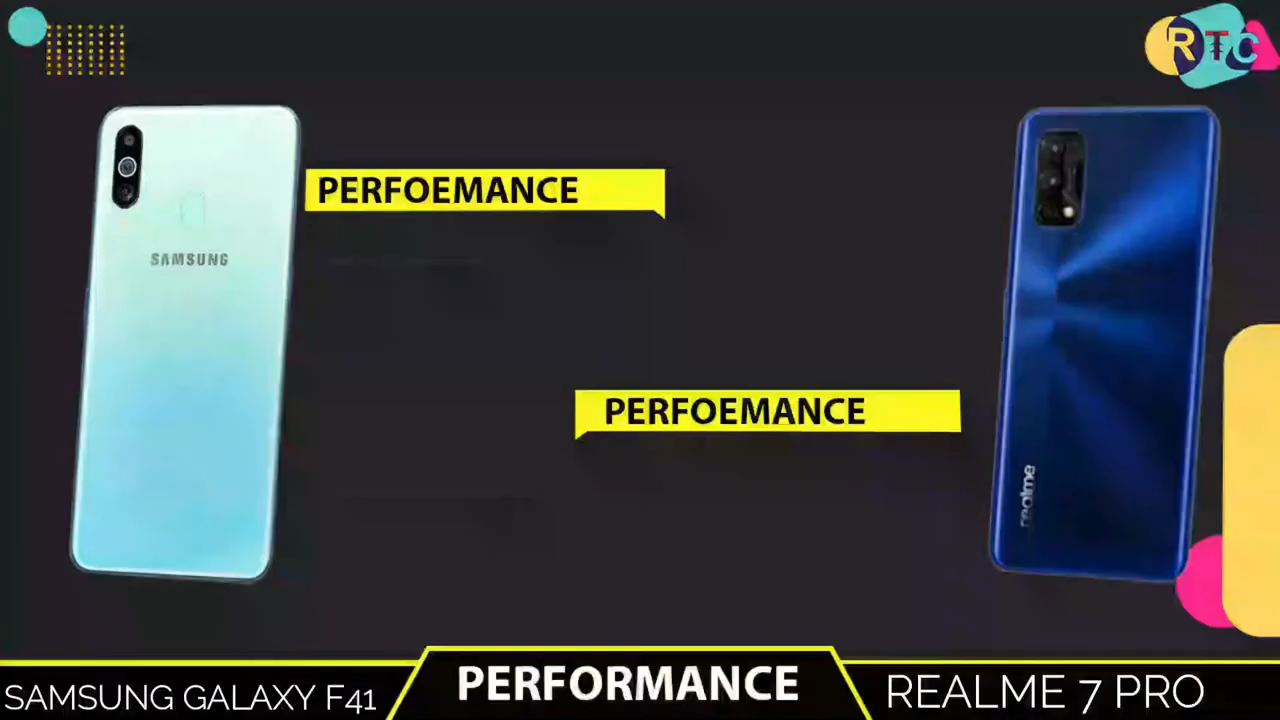 RTC
PERFOEMANCE
SAMSUNG
PERFOEMANCE
realme
SAMSUNG GALAXY F41
PERFORMANCE
REALME 7 PRO